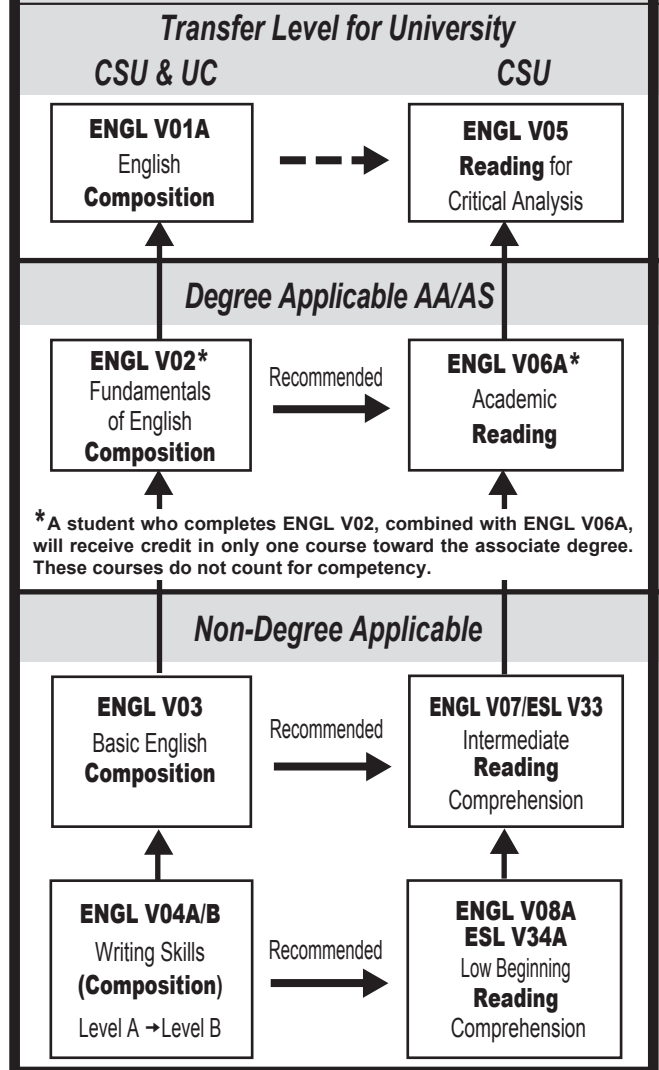 Transfer Level for University
CSU & UC
CSU
ENGL V01A
English
Composition
ENGL V05
Reading for
Critical Analysis
Degree Applicable AA/AS
ENGL V02*
Fundamentals
of English
Composition
Recommended
ENGL V06A*
Academic
Reading
*A student who completes ENGL V02, combined with ENGL V06A,
will receive credit in only one course toward the associate degree.
These courses do not count for competency.
Non-Degree Applicable
ENGL V03
Basic English
Composition
Recommended
ENGL V07/ESL V33
Intermediate
Reading
Comprehension
ENGL V04A/B
Writing Skills
(Composition)
Level A →Level B
Recommended
ENGL V08A
ESL V34A
Low Beginning
Reading
Comprehension